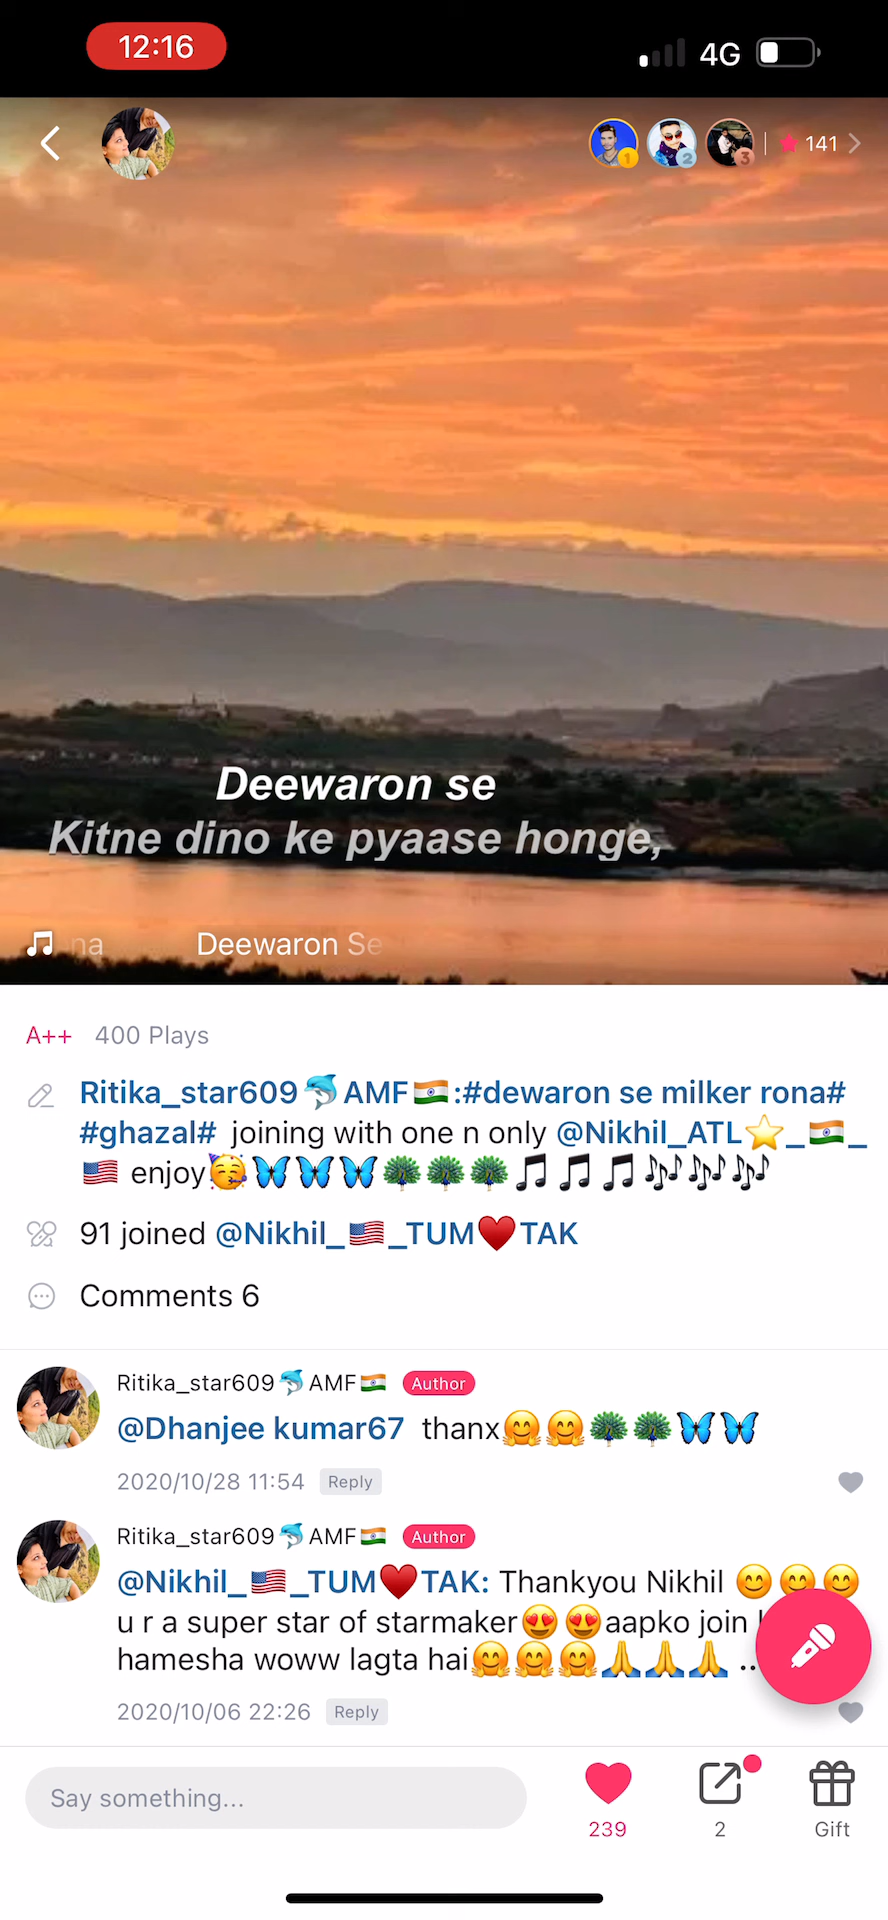 12:16
4G
1 2 3 141
Deewaron se
Kitne dino ke pyaase honge,
na Deewaron Se
A++ 400 Plays
Ritika_star609🐬AMF🇮🇳:#dewaron se milker rona#
#ghazal# joining with one n only @Nikhil_ATL⭐_🇮🇳_
🇺🇸 enjoy🥳🦋🦋🦋🦚🦚🦚🎵🎵🎵🎶🎶🎶
91 joined @Nikhil_🇺🇸_TUM♥️TAK
Comments 6
Ritika_star609🐬AMF🇮🇳 Author
@Dhanjee kumar67 thanx🤗🤗🦚🦚🦋🦋
2020/10/28 11:54 Reply
Ritika_star609🐬AMF🇮🇳 Author
@Nikhil_🇺🇸_TUM♥️TAK: Thankyou Nikhil 😊😊😊
u r a super star of starmaker😍😍aapko join
hamesha woww lagta hai🤗🤗🤗🙏🙏🙏 ..
2020/10/06 22:26 Reply
Say something...
239
2
Gift